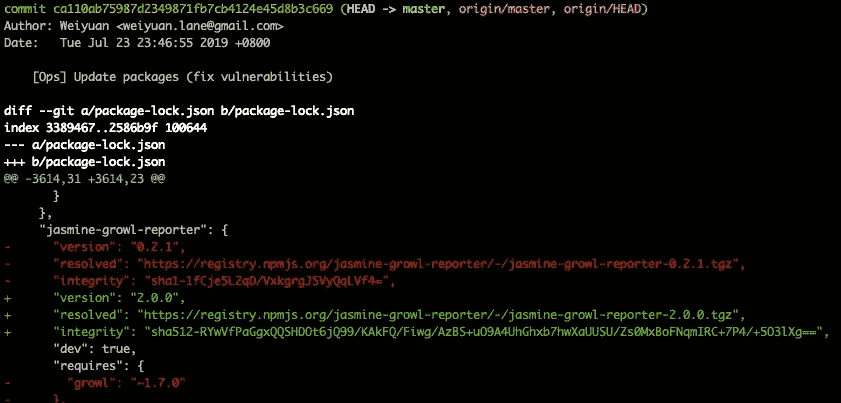 commit ca110ab75987d2349871fb7cb4124e45d8b3c669 (HEAD -> master, origin/master, origin/HEAD)
Author: Weiyuan <weiyuan.lane@gmail.com>
Date:   Tue Jul 23 23:46:55 2019 +0800
    [Ops] Update packages (fix vulnerabilities)
diff --git a/package-lock.json b/package-lock.json
index 3389467..2586b9f 100644
--- a/package-lock.json
+++ b/package-lock.json
@@ -3614,31 +3614,23 @@
       }
     },
     "jasmine-growl-reporter": {
-      "version": "0.2.1",
-      "resolved": "https://registry.npmjs.org/jasmine-growl-reporter/-/jasmine-growl-reporter-0.2.1.tgz",
-      "integrity": "sha1-1fCje5LZqD/VxkgrgJSVyQqLVf4=",
+      "version": "2.0.0",
+      "resolved": "https://registry.npmjs.org/jasmine-growl-reporter/-/jasmine-growl-reporter-2.0.0.tgz",
+      "integrity": "sha512-RYwVfPaGgxQQSHDOt6jQ99/KAkFQ/Fiwg/AzBS+uO9A4UhGhxb7hwXaUUSU/Zs0MxBoFNqmIRC+7P4/+5O3lXg==",
       "dev": true,
       "requires": {
-        "growl": "~1.7.0"
-      },